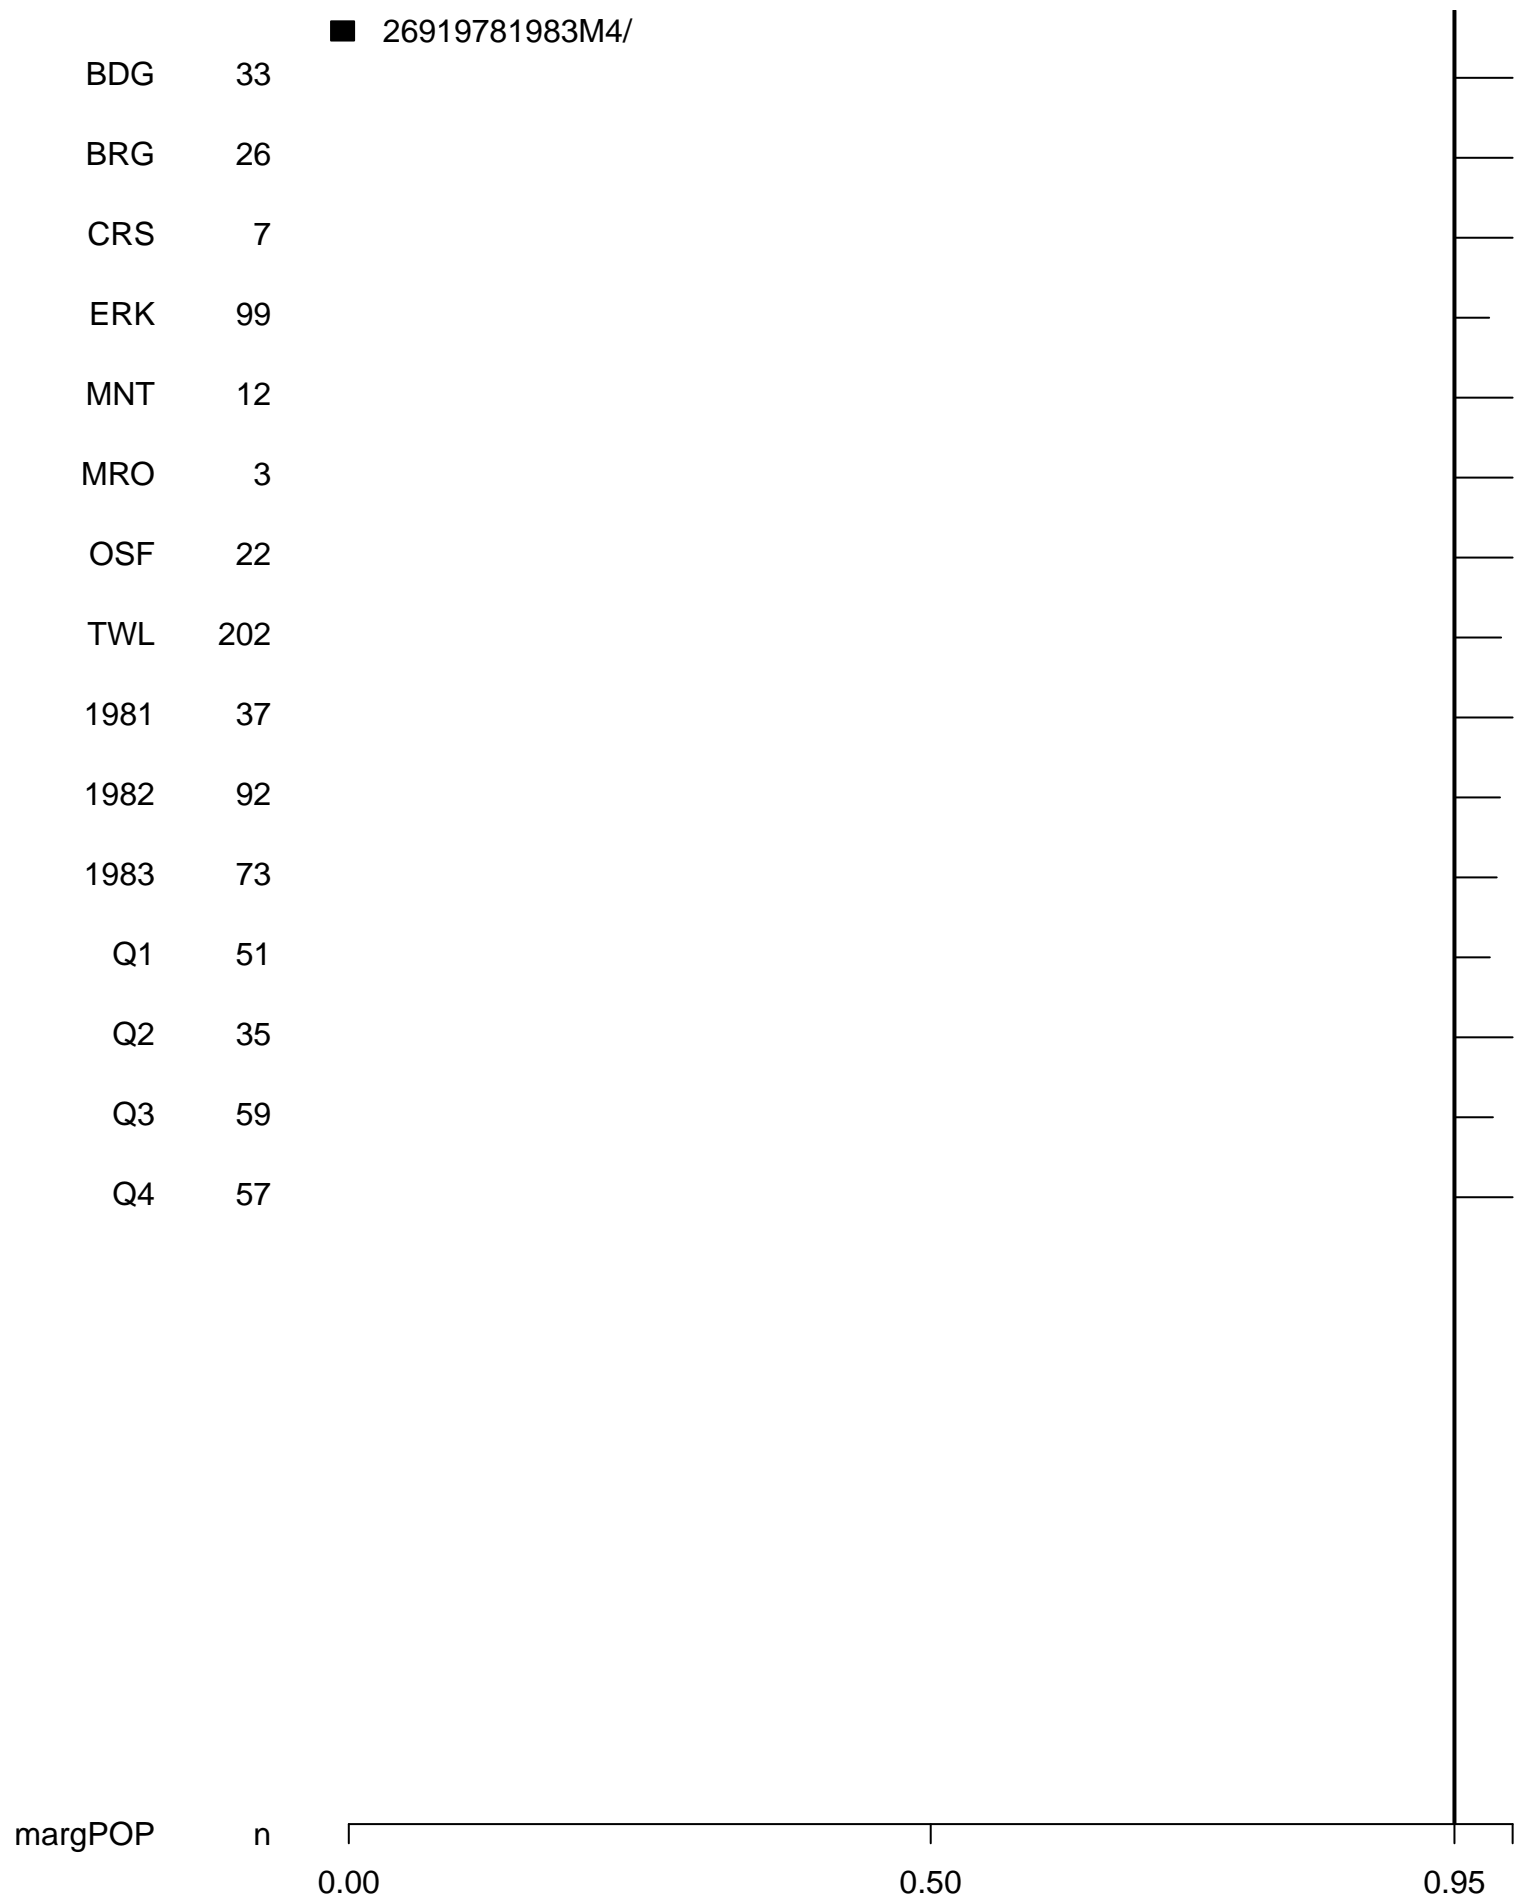 26919781983M4/
BDG 33
BRG 26
CRS 7
ERK 99
MNT 12
MRO 3
OSF 22
TWL 202
1981 37
1982 92
1983 73
Q1 51
Q2 35
Q3 59
Q4 57
margPOP n
0.00 0.50 0.95